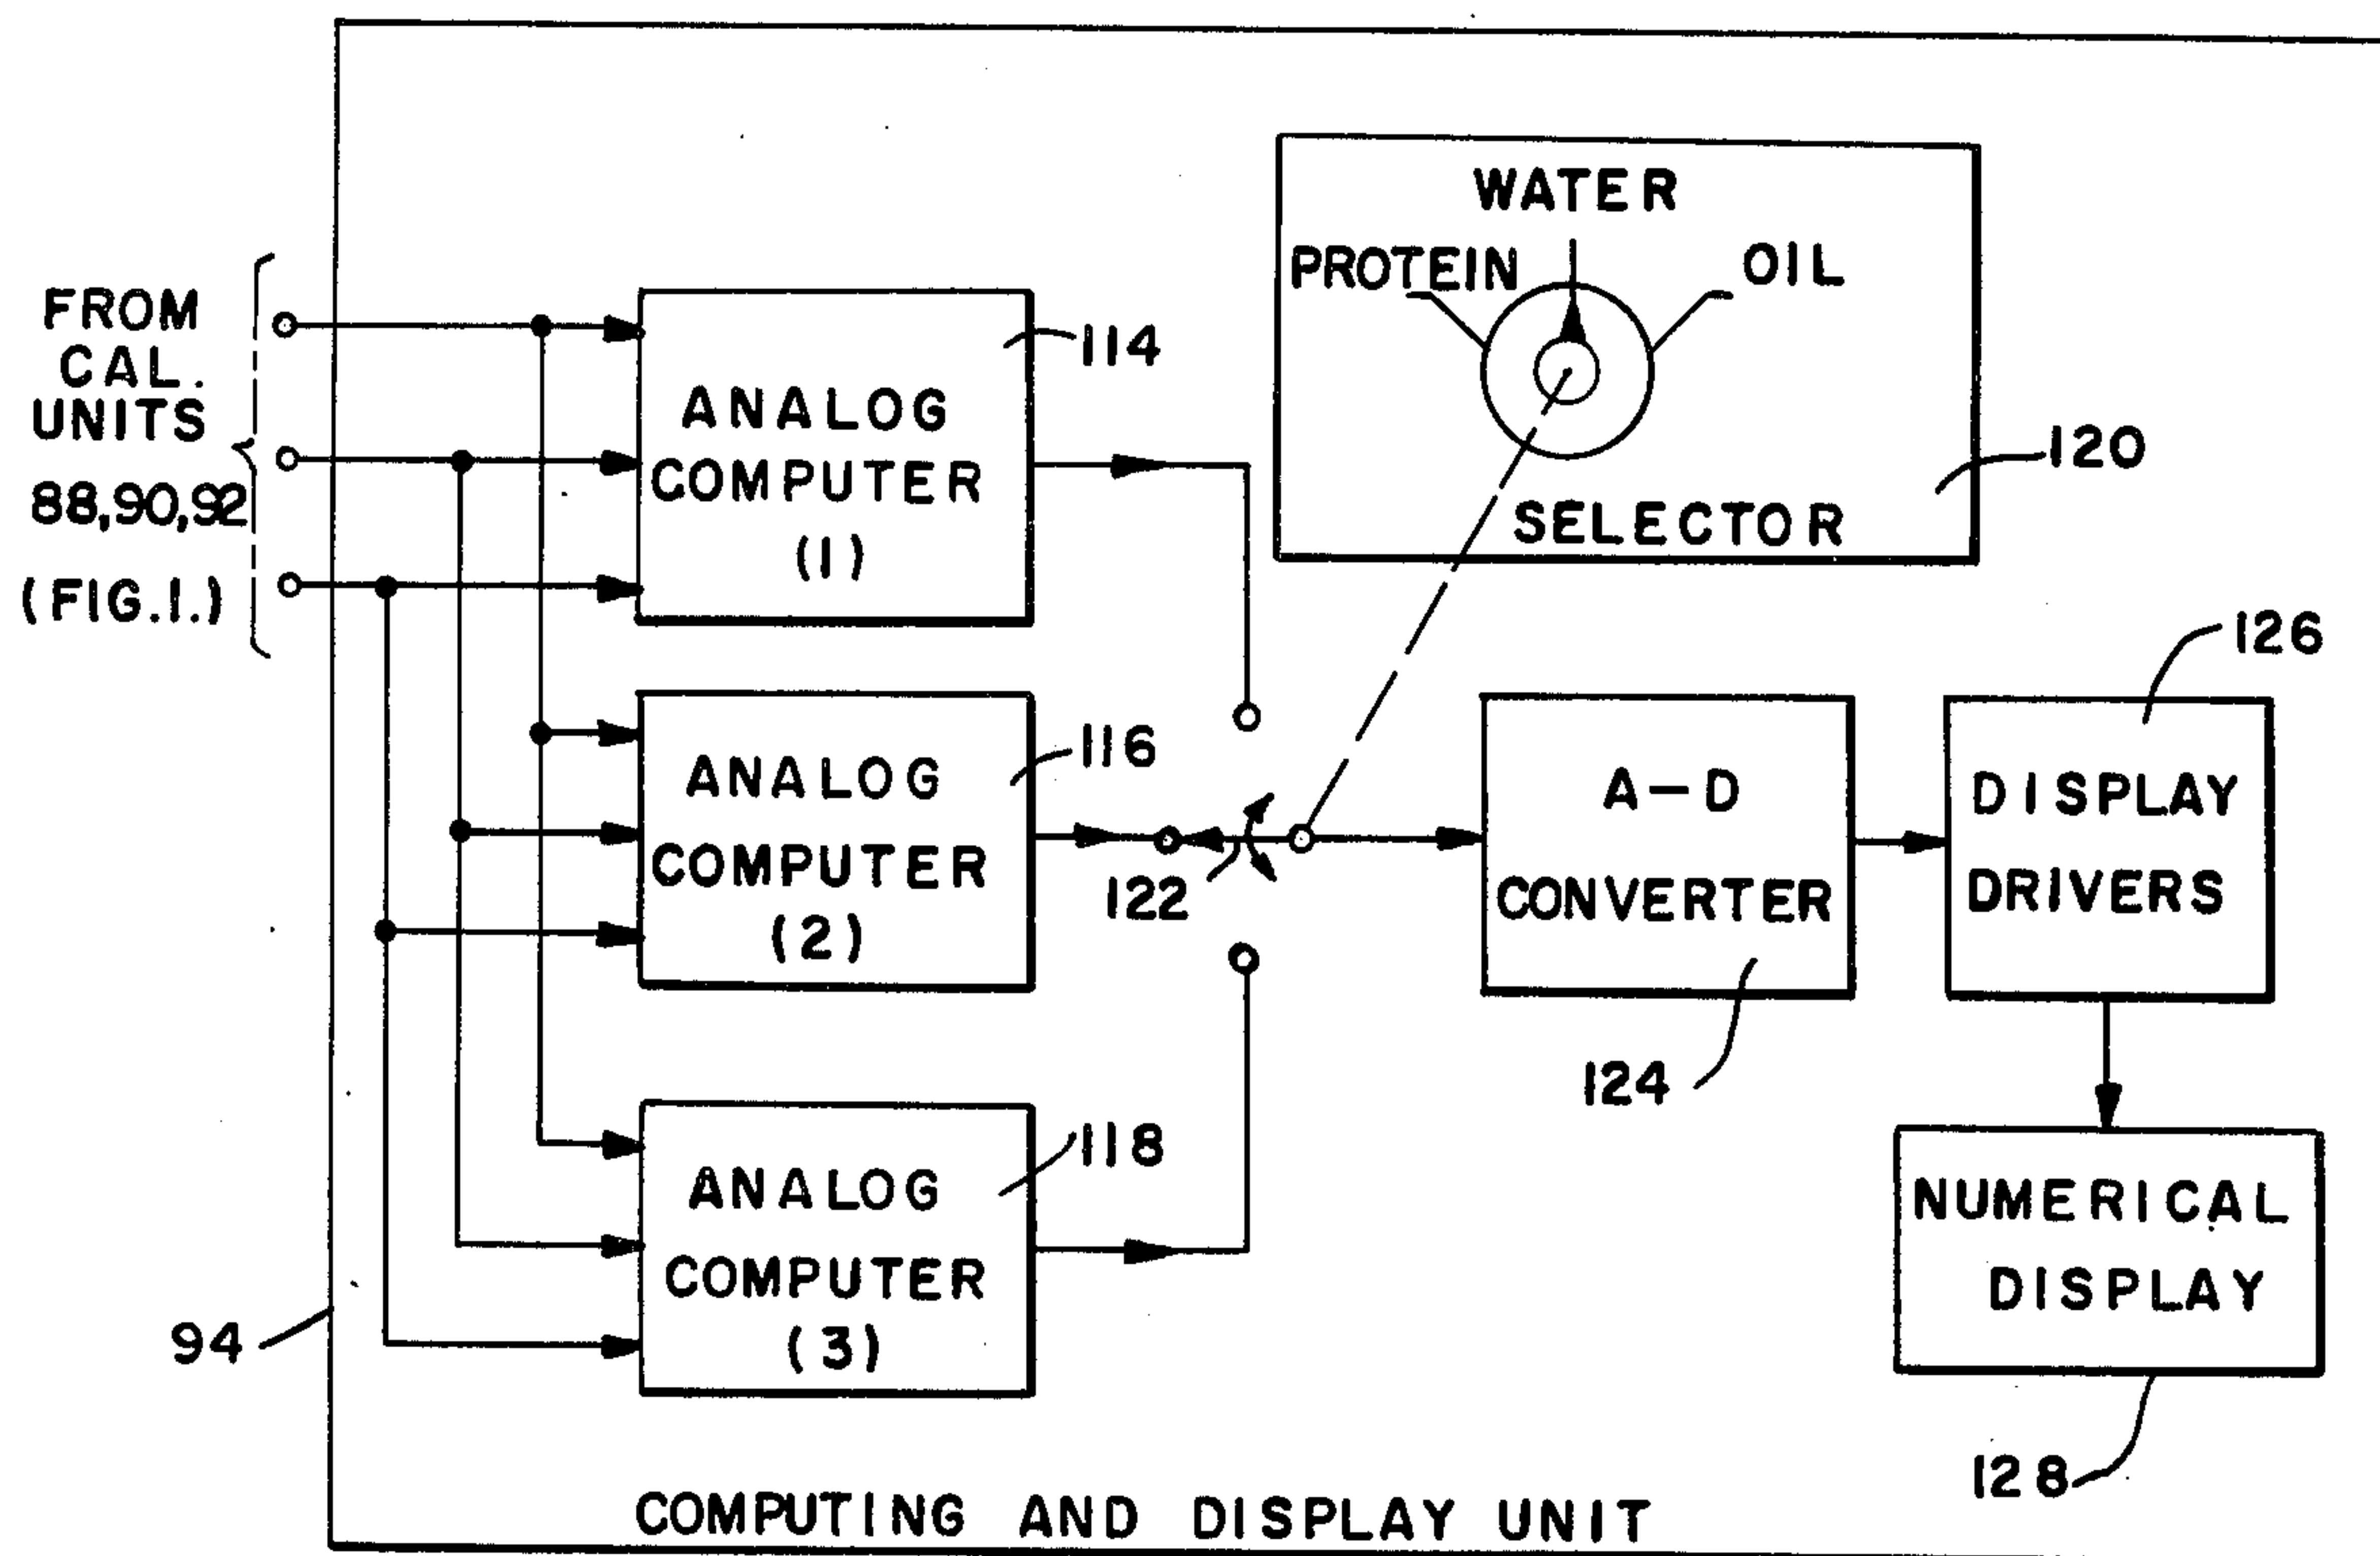 FROM
CAL.
UNITS
88,90,92
(FIG.1.)
ANALOG
COMPUTER
(1)
114
WATER
PROTEIN
OIL
SELECTOR
120
ANALOG
COMPUTER
(2)
116
122
A-D
CONVERTER
124
DISPLAY
DRIVERS
126
ANALOG
COMPUTER
(3)
118
NUMERICAL
DISPLAY
128
94
COMPUTING AND DISPLAY UNIT